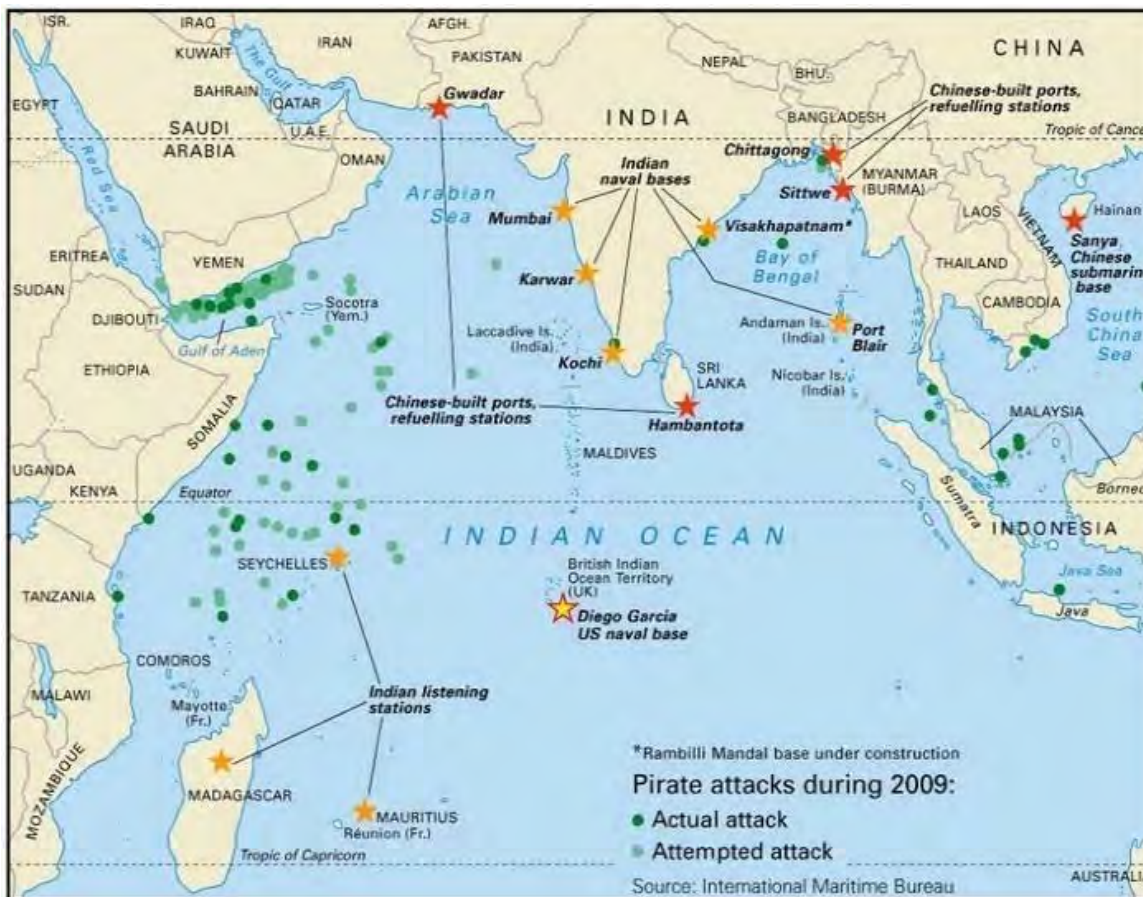 ISR.
IRAQ
IRAN
AFGH.
CHINA
KUWAIT
PAKISTAN
NEPAL
BHU.
The Gulf
Gwadar
Chinese-built ports,
refuelling stations
EGYPT
BAHRAIN
QATAR
INDIA
BANGLADESH
SAUDI
ARABIA
U.A.E.
Tropic of Cance
Red Sea
OMAN
Chittagong
Indian
naval bases
MYANMAR
(BURMA)
Arabian
Sea
Sittwe
LAOS
Hainan
Mumbai
Visakhapatnam*
VIETNAM
Sanya
Chinese
submarin
base
ERITREA
YEMEN
Bay of
Bengal
THAILAND
SUDAN
Karwar
CAMBODIA
DJIBOUTI
Socotra
(Yem.)
Laccadive Is.
(India)
Andaman Is.
(India)
Port
Blair
South
China
Sea
Gulf of Aden
Kochi
SRI
LANKA
Nicobar Is.
(India)
ETHIOPIA
Chinese-built ports,
refuelling stations
Hambantota
MALAYSIA
SOMALIA
MALDIVES
UGANDA
KENYA
Equator
Sumatra
Borneo
INDIAN OCEAN
INDONESIA
SEYCHELLES
British Indian
Ocean Territory
(UK)
Java Sea
TANZANIA
Diego Garcia
US naval base
Java
COMOROS
MALAWI
Mayotte
(Fr.)
Indian listening
stations
MOZAMBIQUE
*Rambilli Mandal base under construction
Pirate attacks during 2009:
MADAGASCAR
MAURITIUS
Réunion (Fr.)
Actual attack
Tropic of Capricorn
Attempted attack
AUSTRALI
Source: International Maritime Bureau